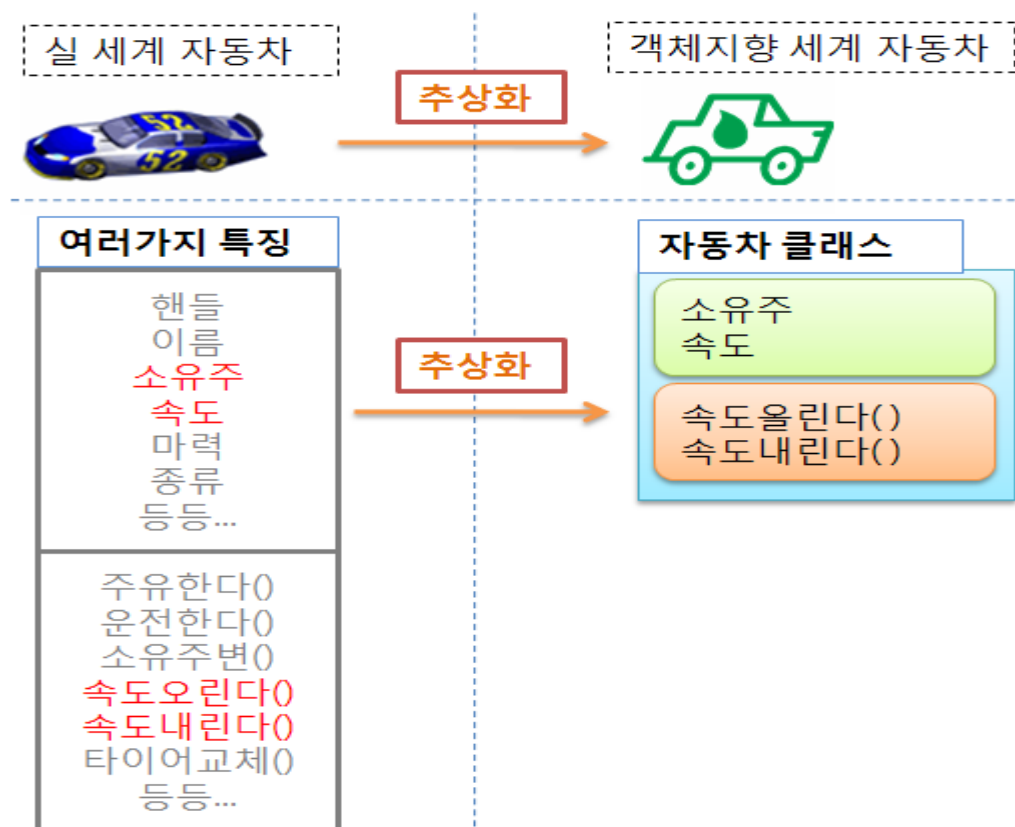 실 세계 자동차
객체지향 세계 자동차
추상화
52
52
여러가지 특징
핸들
이름
소유주
속도
마력
종류
등등...
주유한다()
운전한다()
소유주변()
속도오린다()
속도내린다()
타이어교체()
등등...
추상화
자동차 클래스
소유주
속도
속도올린다()
속도내린다()